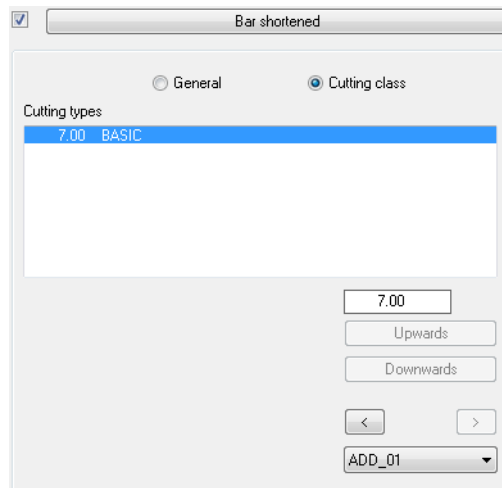 Bar shortened
General Cutting class
Cutting types
7.00 BASIC
7.00
Upwards
Downwards
< >
ADD_01